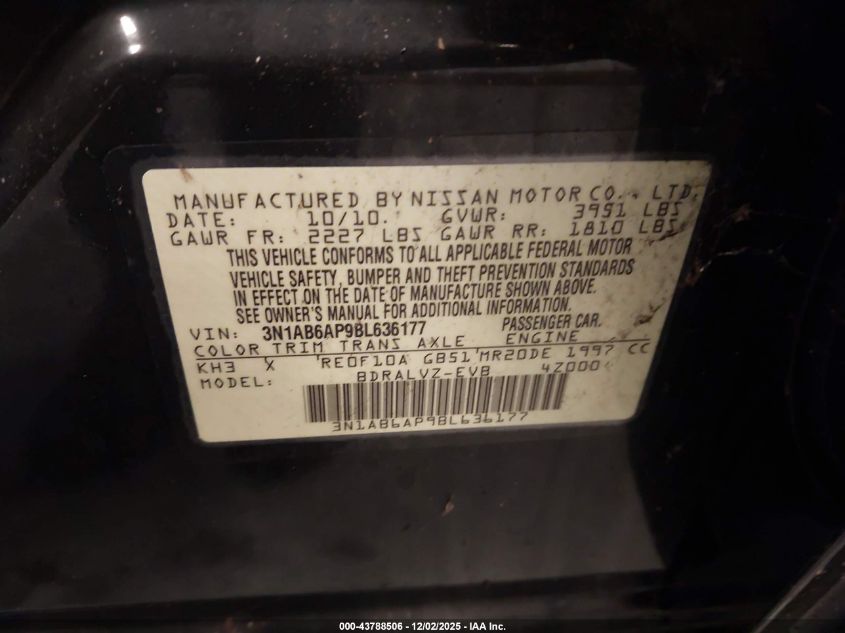 MANUFACTURED BY NISSAN MOTOR CO., LTD.
DATE: 10/10. GVWR: 3951 LBS
GAWR FR: 2227 LBS GAWR RR: 1810 LBS
THIS VEHICLE CONFORMS TO ALL APPLICABLE FEDERAL MOTOR
VEHICLE SAFETY, BUMPER AND THEFT PREVENTION STANDARDS
IN EFFECT ON THE DATE OF MANUFACTURE SHOWN ABOVE.
SEE OWNER'S MANUAL FOR ADDITIONAL INFORMATION.
VIN: 3N1AB6AP9BL636177 PASSENGER CAR.
COLOR TRIM TRANS AXLE ENGINE
KH3 X RE0F10A GB51 MR20DE 1997 CC
MODEL: BDRALVZ-EVB 4Z000
3N1AB6AP9BL636177
000-43788506 - 12/02/2025 - IAA Inc.